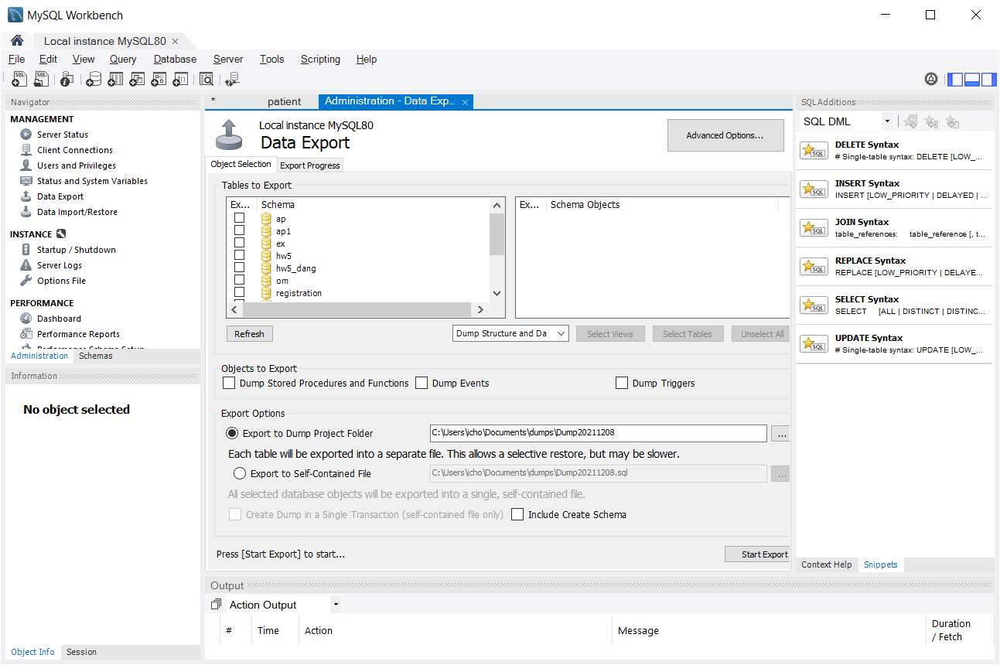 MySQL Workbench
Local instance MySQL80
File Edit View Query Database Server Tools Scripting Help
Navigator
MANAGEMENT
Server Status
Client Connections
Users and Privileges
Status and System Variables
Data Export
Data Import/Restore
INSTANCE
Startup / Shutdown
Server Logs
Options File
PERFORMANCE
Dashboard
Performance Reports
Performance Schema Setup
Administration Schemas
Information
No object selected
Object Info Session
* patient Administration - Data Exp...
Local instance MySQL80
Data Export
Advanced Options...
Object Selection Export Progress
Tables to Export
Ex... Schema
ap
ap1
ex
hw5
hw5_dang
om
registration
Ex... Schema Objects
Refresh Dump Structure and Da Select Views Select Tables Unselect All
Objects to Export
Dump Stored Procedures and Functions Dump Events Dump Triggers
Export Options
Export to Dump Project Folder C:\Users\jcho\Documents\dumps\Dump20211208 ...
Each table will be exported into a separate file. This allows a selective restore, but may be slower.
Export to Self-Contained File C:\Users\jcho\Documents\dumps\Dump20211208.sql ...
All selected database objects will be exported into a single, self-contained file.
Create Dump in a Single Transaction (self-contained file only) Include Create Schema
Press [Start Export] to start... Start Export
SQLAdditions
SQL DML
SQL
DELETE Syntax
# Single-table syntax: DELETE [LOW_...
SQL
INSERT Syntax
INSERT [LOW_PRIORITY | DELAYED | ...
SQL
JOIN Syntax
table_references: table_reference [, t...
SQL
REPLACE Syntax
REPLACE [LOW_PRIORITY | DELAYE...
SQL
SELECT Syntax
SELECT [ALL | DISTINCT | DISTINC...
SQL
UPDATE Syntax
# Single-table syntax: UPDATE [LOW_...
Context Help Snippets
Output
Action Output
# Time Action Message Duration
/ Fetch